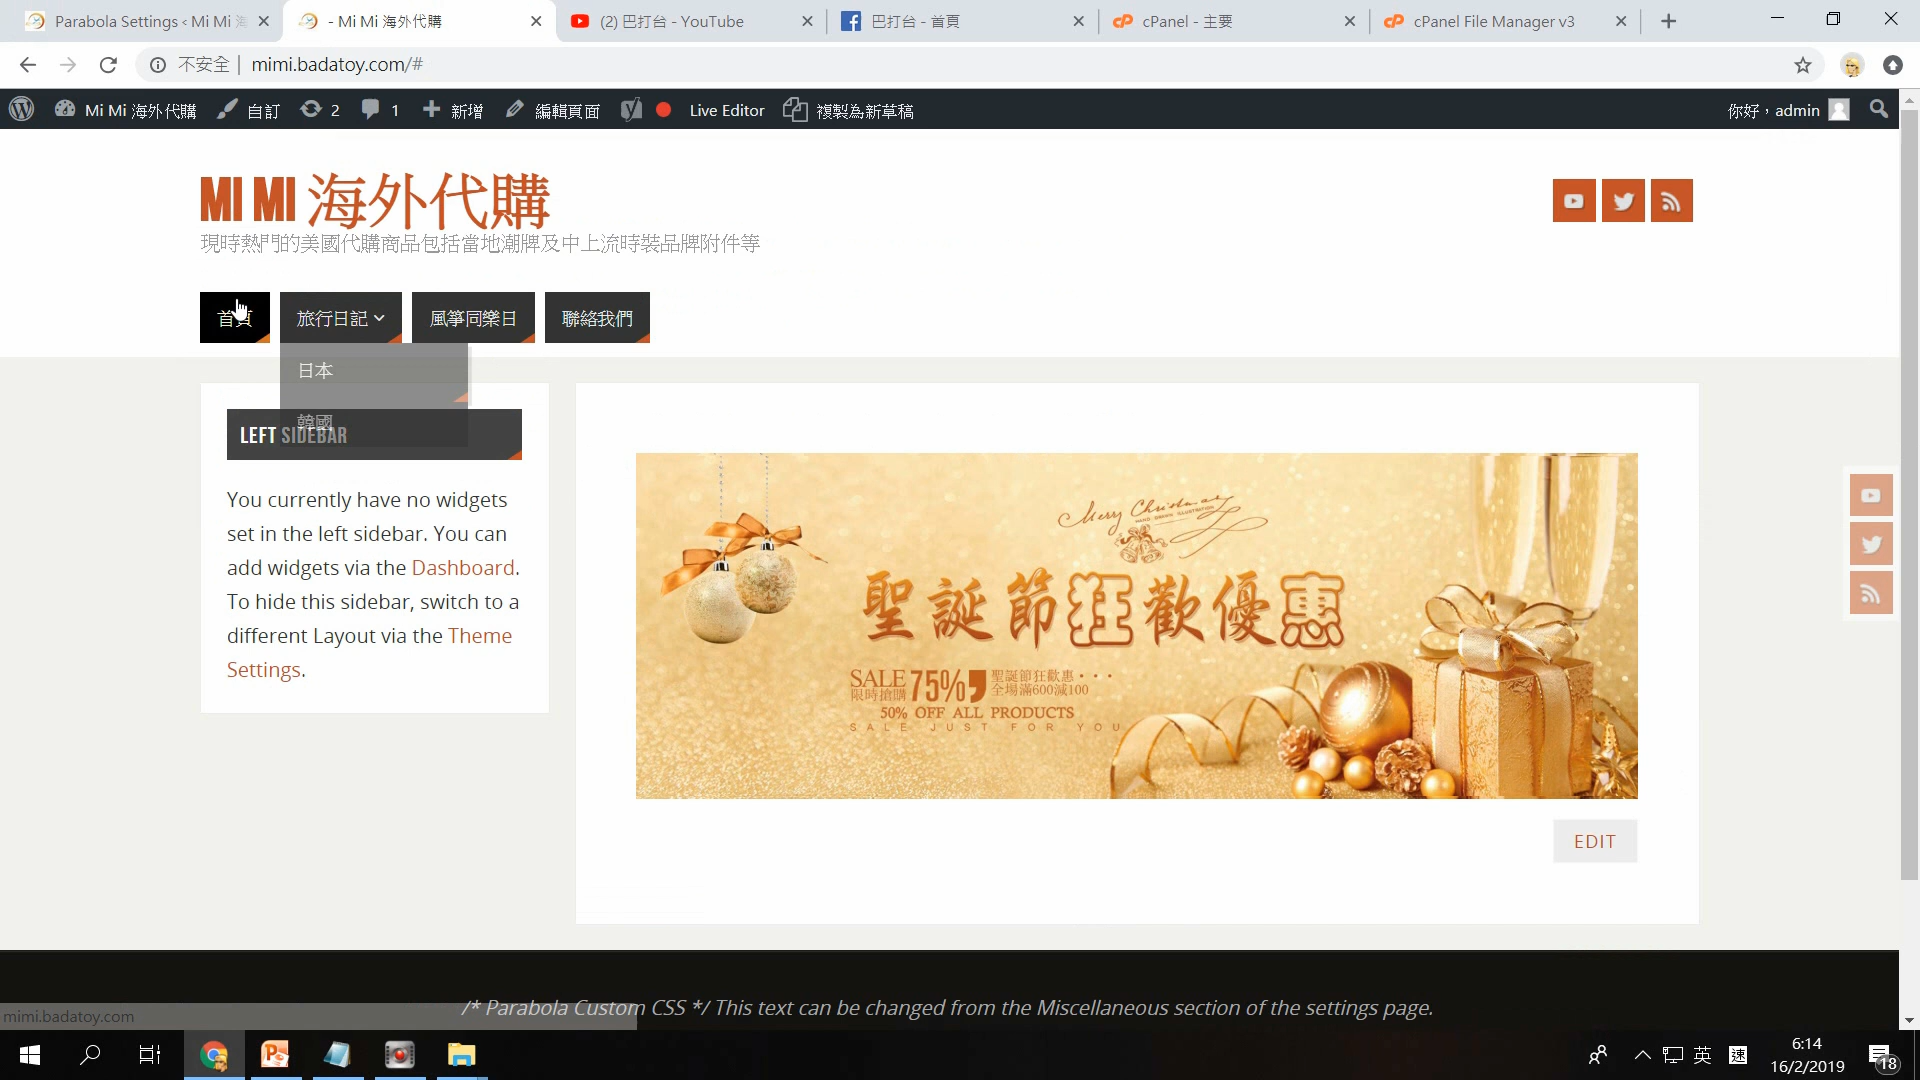 Parabola Settings ‹ Mi Mi 海
- Mi Mi 海外代購
(2) 巴打台 - YouTube
巴打台 - 首頁
cPanel - 主要
cPanel File Manager v3
不安全 | mimi.badatoy.com/#
Mi Mi 海外代購
自訂
2
1
新增
編輯頁面
Live Editor
複製為新草稿
你好，admin
MI MI 海外代購
現時熱門的美國代購商品包括當地潮牌及中上流時裝品牌附件等
首頁
旅行日記
風箏同樂日
聯絡我們
日本
韓國
LEFT SIDEBAR
You currently have no widgets
set in the left sidebar. You can
add widgets via the Dashboard.
To hide this sidebar, switch to a
different Layout via the Theme
Settings.
Merry Christmas
HAND DRAWN ILLUSTRATION
聖誕節狂歡優惠
SALE 75% 聖誕節狂歡惠・・・
限時搶購 全場滿600減100
50% OFF ALL PRODUCTS
SALE JUST FOR YOU
EDIT
/* Parabola Custom CSS */ This text can be changed from the Miscellaneous section of the settings page.
mimi.badatoy.com
英
速
6:14
16/2/2019
18